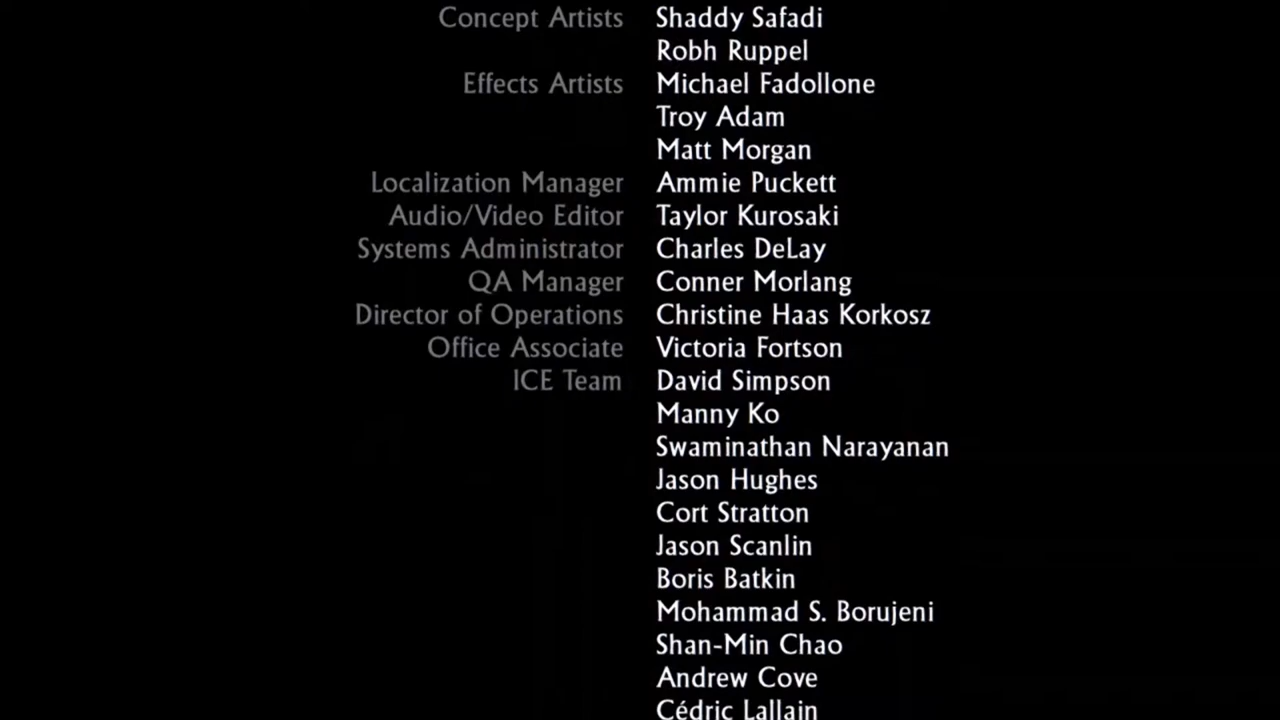 Concept Artists Shaddy Safadi
Robh Ruppel
Effects Artists Michael Fadollone
Troy Adam
Matt Morgan
Localization Manager Ammie Puckett
Audio/Video Editor Taylor Kurosaki
Systems Administrator Charles DeLay
QA Manager Conner Morlang
Director of Operations Christine Haas Korkosz
Office Associate Victoria Fortson
ICE Team David Simpson
Manny Ko
Swaminathan Narayanan
Jason Hughes
Cort Stratton
Jason Scanlin
Boris Batkin
Mohammad S. Borujeni
Shan-Min Chao
Andrew Cove
Cédric Lallain